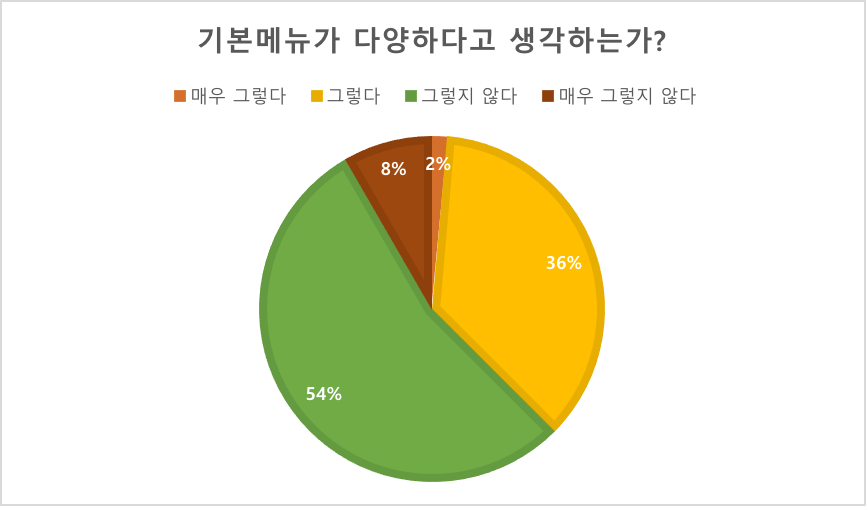 기본메뉴가 다양하다고 생각하는가?
매우 그렇다 그렇다 그렇지 않다 매우 그렇지 않다
8% 2%
36%
54%